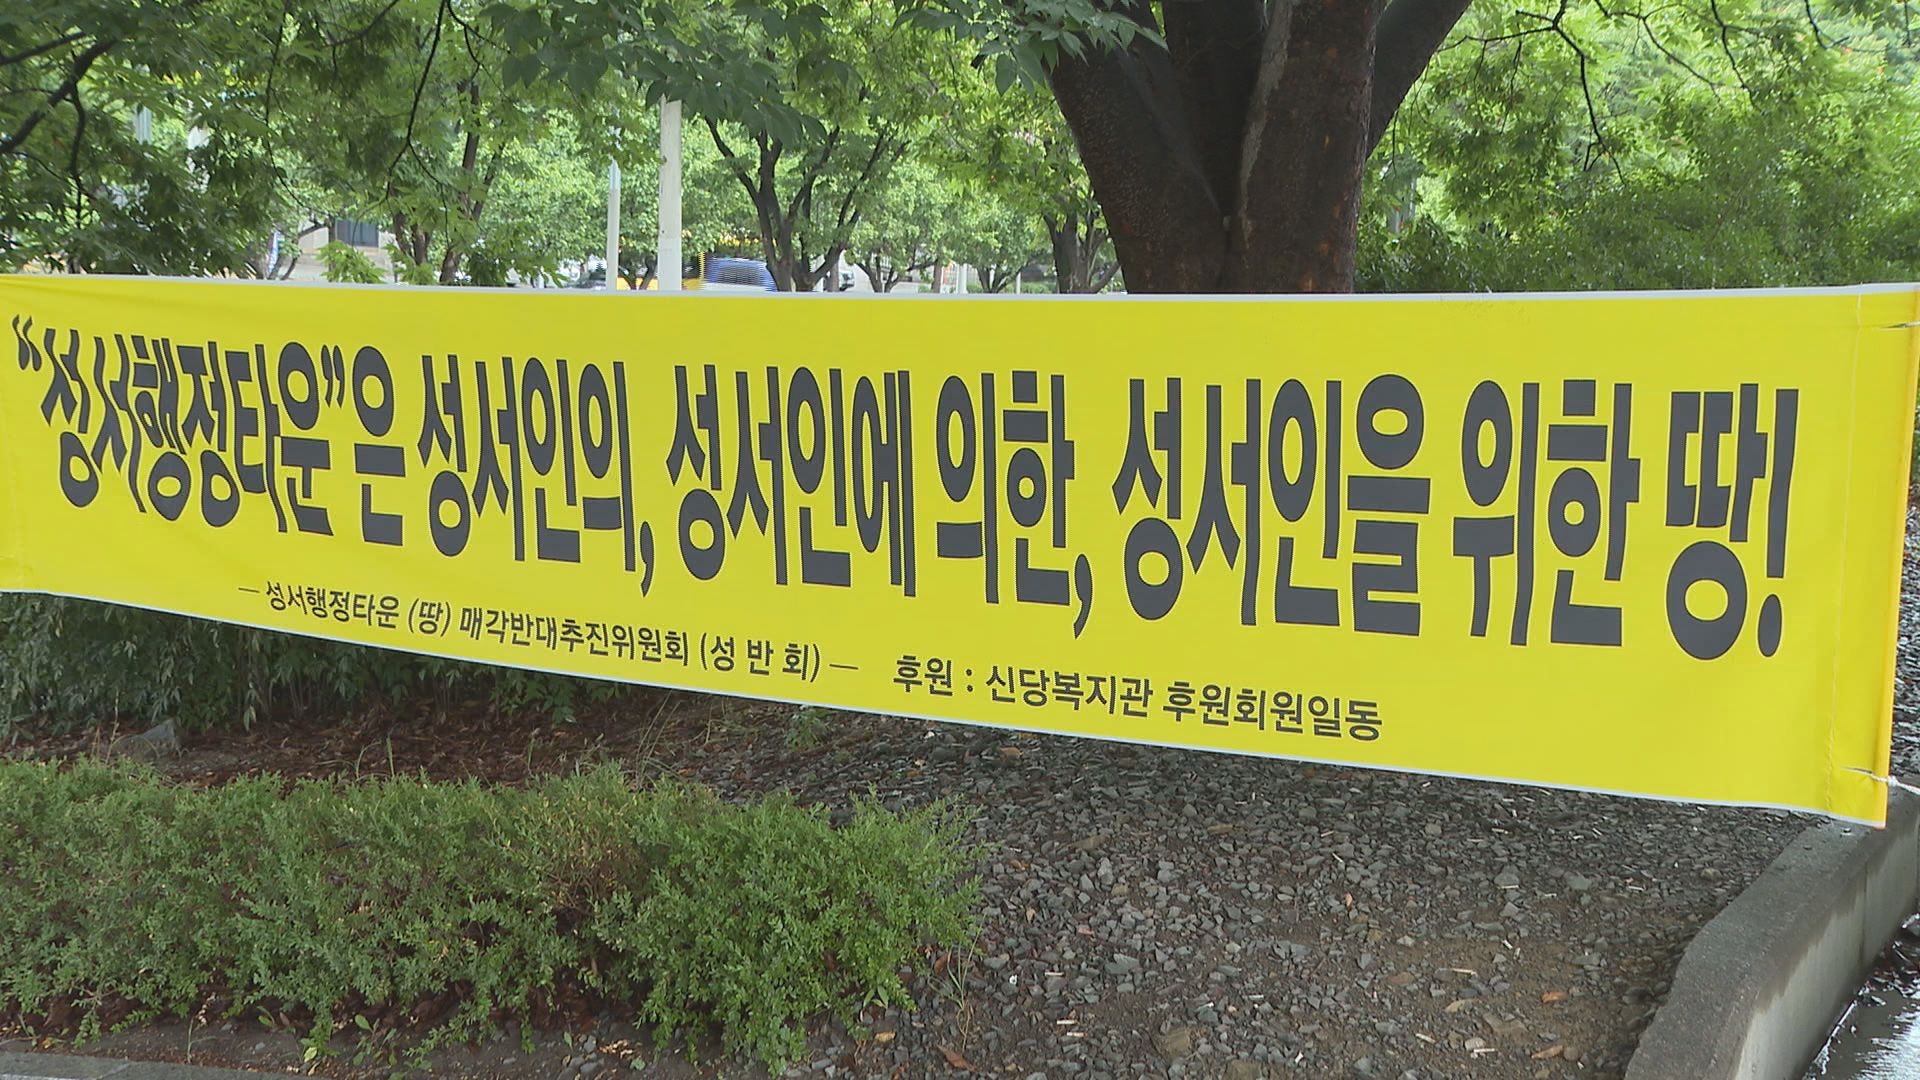 “성서행정타운”은 성서인의, 성서인에 의한, 성서인을 위한 땅!
- 성서행정타운 (땅) 매각반대추진위원회 (성 반 회) - 후원 : 신당복지관 후원회원일동